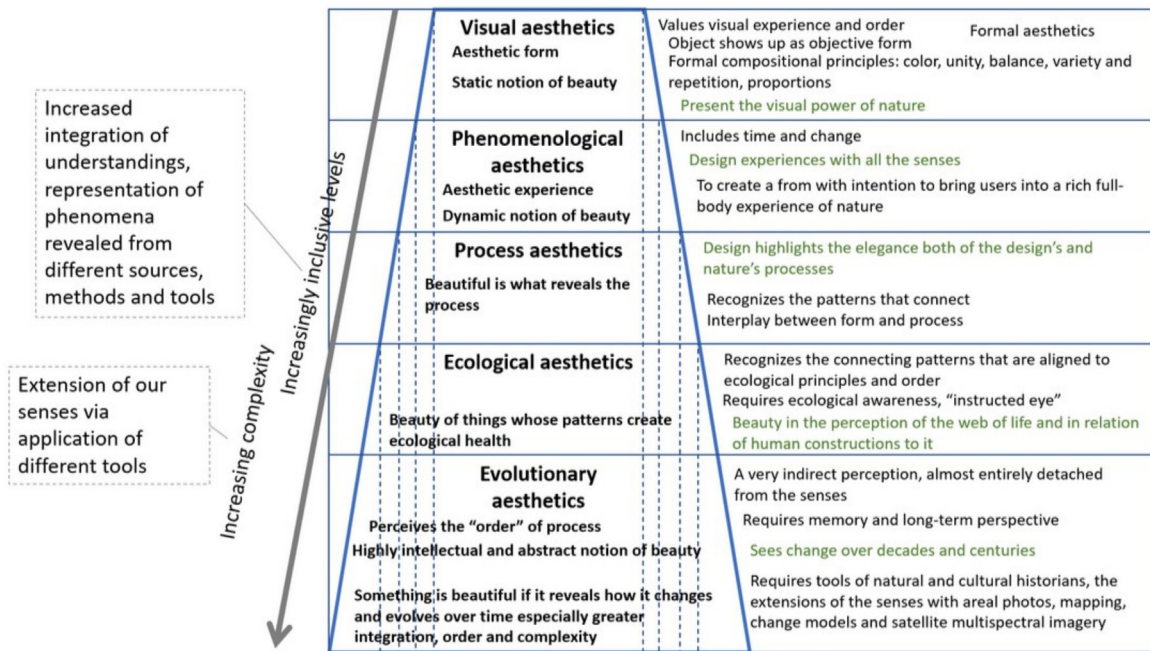 Increased
integration of
understandings,
representation of
phenomena
revealed from
different sources,
methods and tools
Extension of our
senses via
application of
different tools
Increasingly inclusive levels
Increasing complexity
Visual aesthetics
Aesthetic form
Static notion of beauty
Values visual experience and order
Formal aesthetics
Object shows up as objective form
Formal compositional principles: color, unity, balance, variety and
repetition, proportions
Present the visual power of nature
Phenomenological
aesthetics
Aesthetic experience
Dynamic notion of beauty
Includes time and change
Design experiences with all the senses
To create a from with intention to bring users into a rich full-
body experience of nature
Process aesthetics
Beautiful is what reveals the
process
Design highlights the elegance both of the design's and
nature's processes
Recognizes the patterns that connect
Interplay between form and process
Ecological aesthetics
Beauty of things whose patterns create
ecological health
Recognizes the connecting patterns that are aligned to
ecological principles and order
Requires ecological awareness, "instructed eye"
Beauty in the perception of the web of life and in relation
of human constructions to it
Evolutionary
aesthetics
Perceives the "order" of process
Highly intellectual and abstract notion of beauty
Something is beautiful if it reveals how it changes
and evolves over time especially greater
integration, order and complexity
A very indirect perception, almost entirely detached
from the senses
Requires memory and long-term perspective
Sees change over decades and centuries
Requires tools of natural and cultural historians, the
extensions of the senses with areal photos, mapping,
change models and satellite multispectral imagery